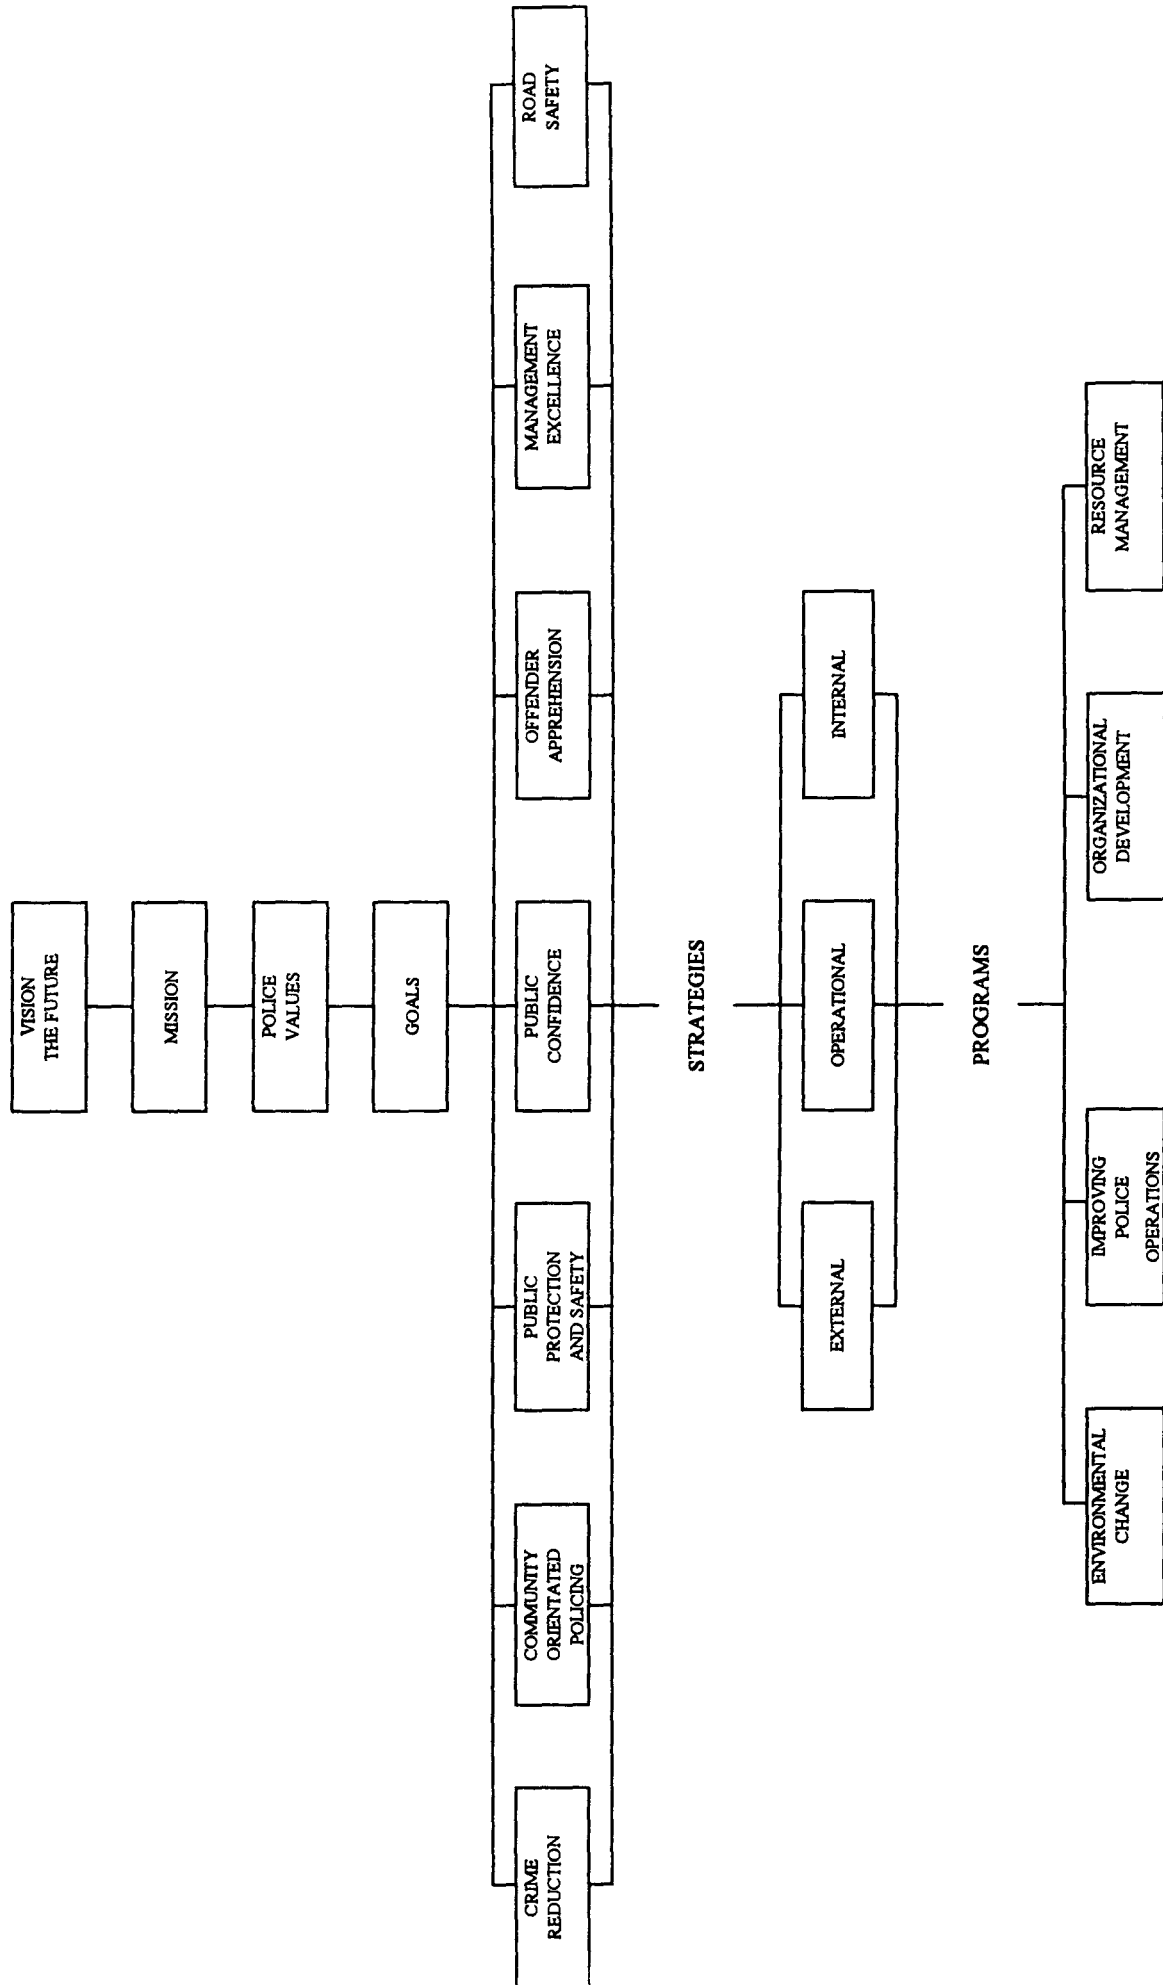 VISION
THE FUTURE
MISSION
POLICE
VALUES
GOALS
CRIME
REDUCTION
COMMUNITY
ORIENTATED
POLICING
PUBLIC
PROTECTION
AND SAFETY
PUBLIC
CONFIDENCE
OFFENDER
APPREHENSION
MANAGEMENT
EXCELLENCE
ROAD
SAFETY
STRATEGIES
EXTERNAL
OPERATIONAL
INTERNAL
PROGRAMS
ENVIRONMENTAL
CHANGE
IMPROVING
POLICE
OPERATIONS
ORGANIZATIONAL
DEVELOPMENT
RESOURCE
MANAGEMENT